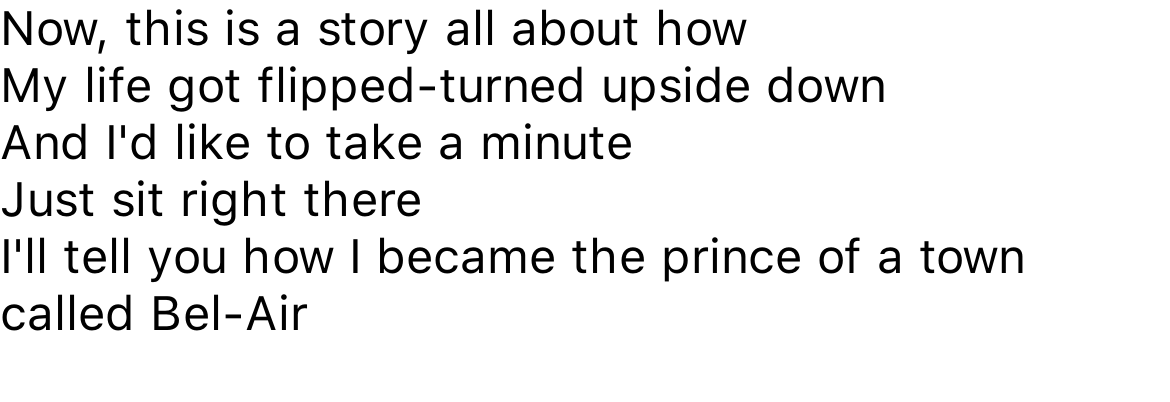 Now, this is a story all about how
My life got flipped-turned upside down
And I'd like to take a minute
Just sit right there
I'll tell you how I became the prince of a town
called Bel-Air